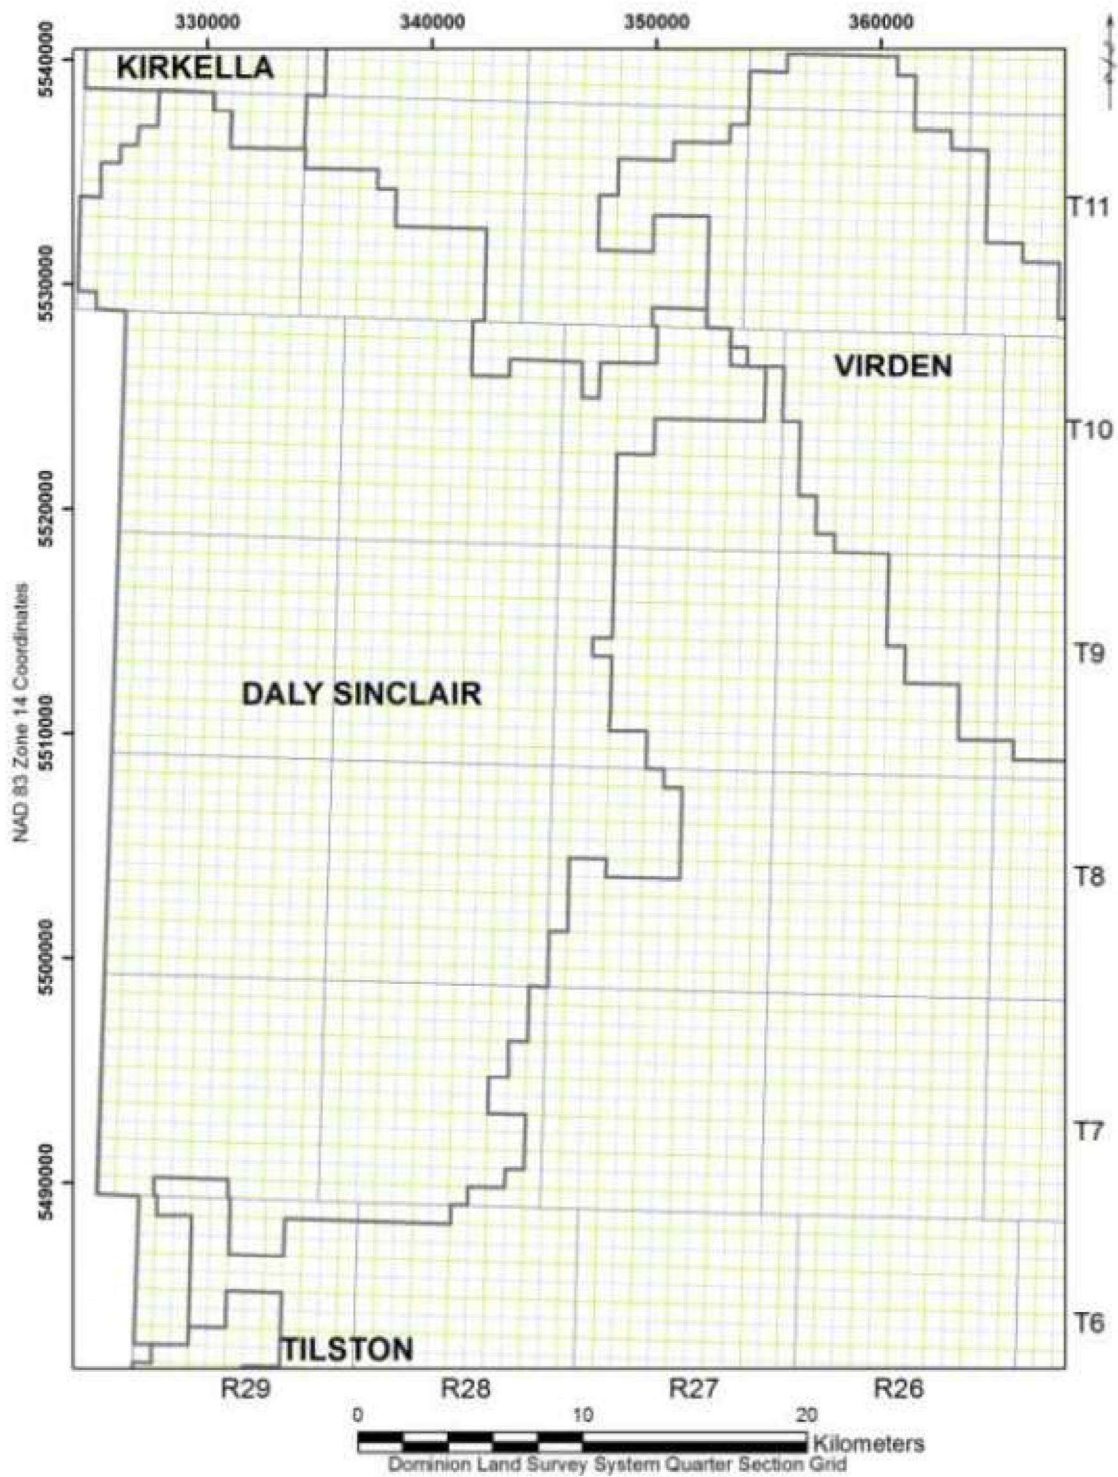 330000 340000 350000 360000
5540000
KIRKELLA
T11
5530000
VIRDEN
T10
5520000
NAD 83 Zone 14 Coordinates
T9
DALY SINCLAIR
5510000
T8
5500000
T7
5490000
T6
TILSTON
R29 R28 R27 R26
0 10 20
Kilometers
Dominion Land Survey System Quarter Section Grid